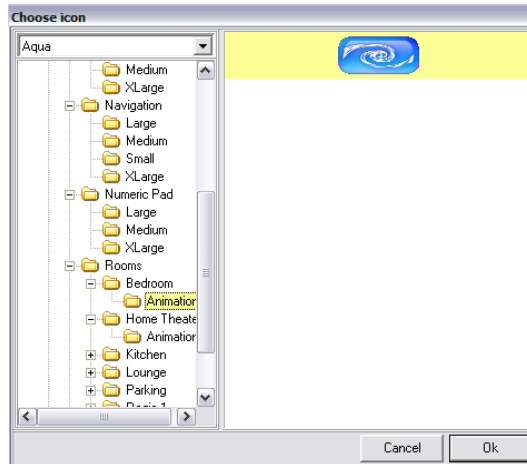 Choose icon
Aqua
Medium
XLarge
Navigation
Large
Medium
Small
XLarge
Numeric Pad
Large
Medium
XLarge
Rooms
Bedroom
Animation
Home Theate
Animation
Kitchen
Lounge
Parking
Cancel
Ok